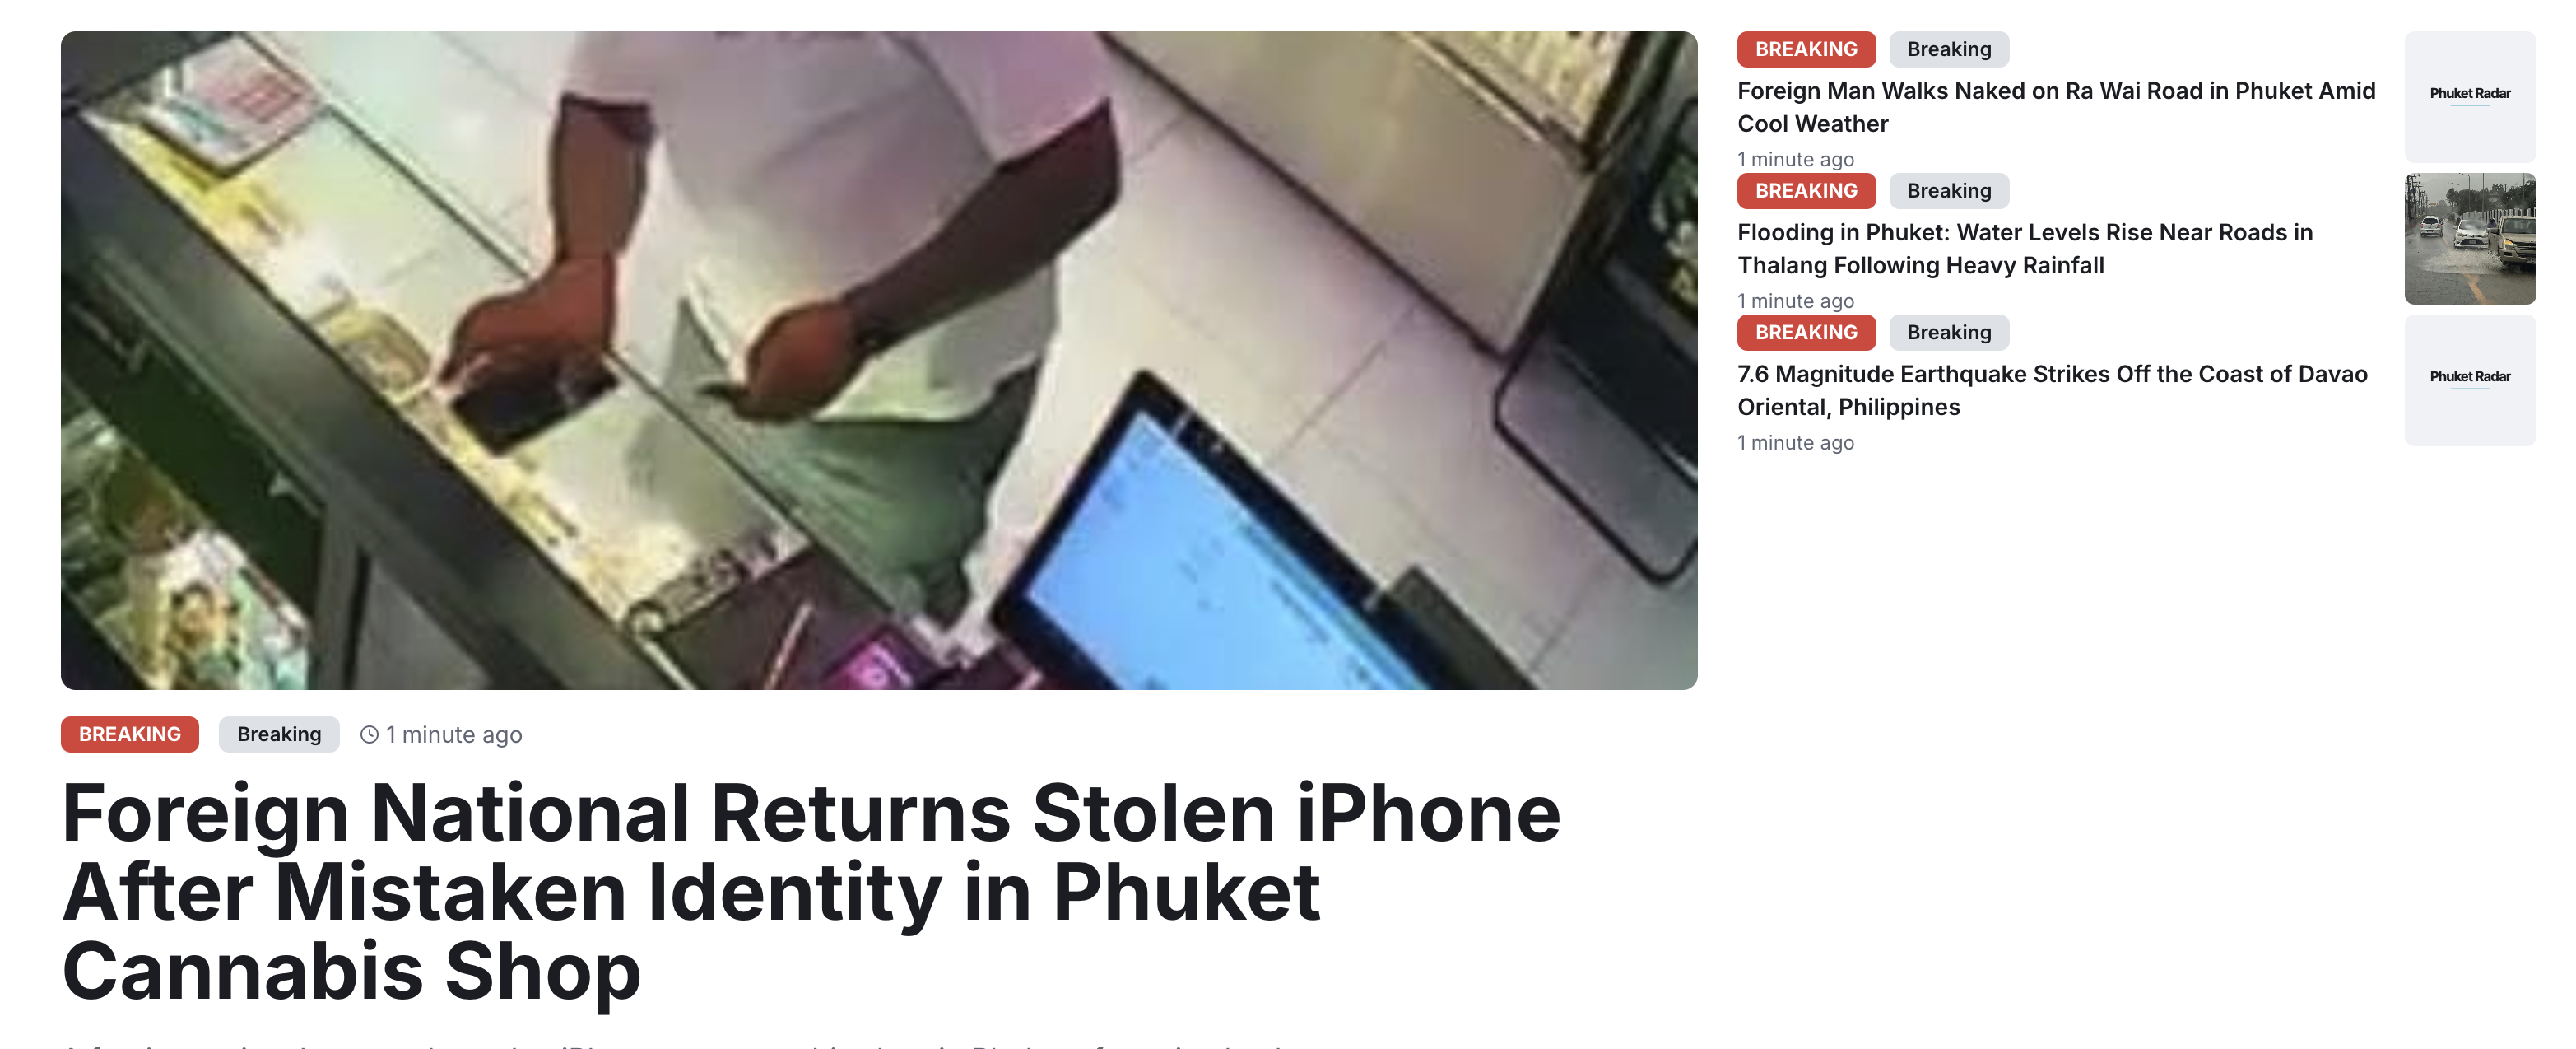 BREAKING Breaking 1 minute ago
Foreign National Returns Stolen iPhone
After Mistaken Identity in Phuket
Cannabis Shop
BREAKING Breaking
Foreign Man Walks Naked on Ra Wai Road in Phuket Amid
Cool Weather
1 minute ago
Phuket Radar
BREAKING Breaking
Flooding in Phuket: Water Levels Rise Near Roads in
Thalang Following Heavy Rainfall
1 minute ago
BREAKING Breaking
7.6 Magnitude Earthquake Strikes Off the Coast of Davao
Oriental, Philippines
1 minute ago
Phuket Radar